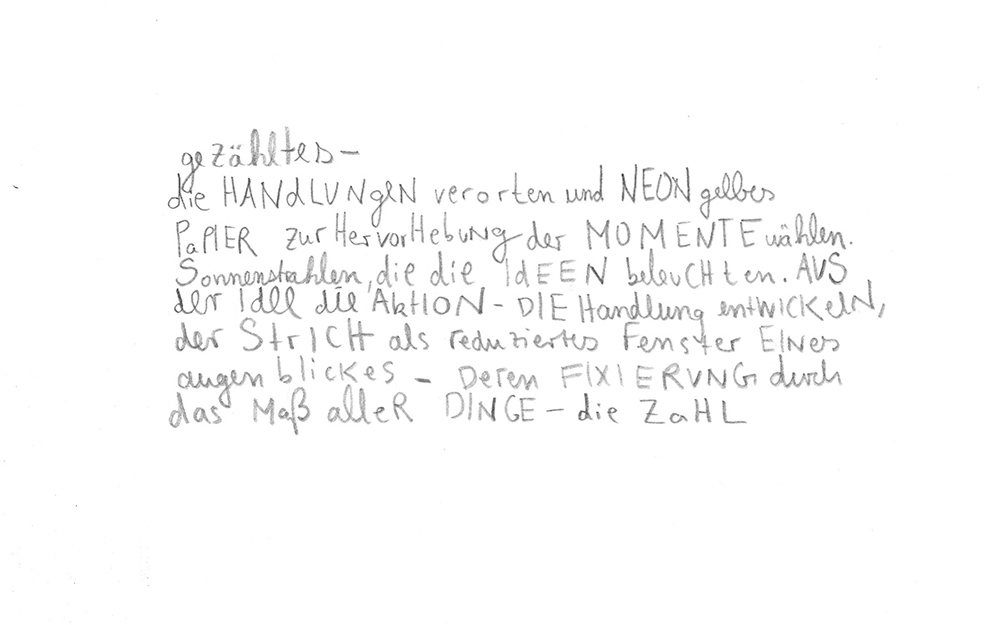 gezähltes –
die HANdLUNgEN verorten und NEON gelbes
PaPIER zur HervorHebuNg der MOMENTE wählen.
Sonnenstrahlen, die die IdEEN beleuCHten. AUS
der Idee die AktION – DIE Handlung entWICKelN,
der StrICH als reduziertes Fenster EINes
augenblickes – Deren FIXIERUNG durch
das Maß alleR DINGE – die ZaHL